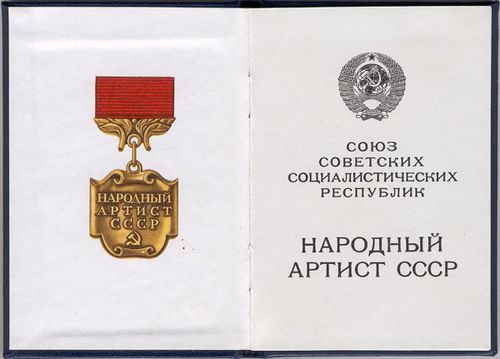 НАРОДНЫЙ
АРТИСТ
СССР
СОЮЗ
СОВЕТСКИХ
СОЦИАЛИСТИЧЕСКИХ
РЕСПУБЛИК
НАРОДНЫЙ
АРТИСТ СССР